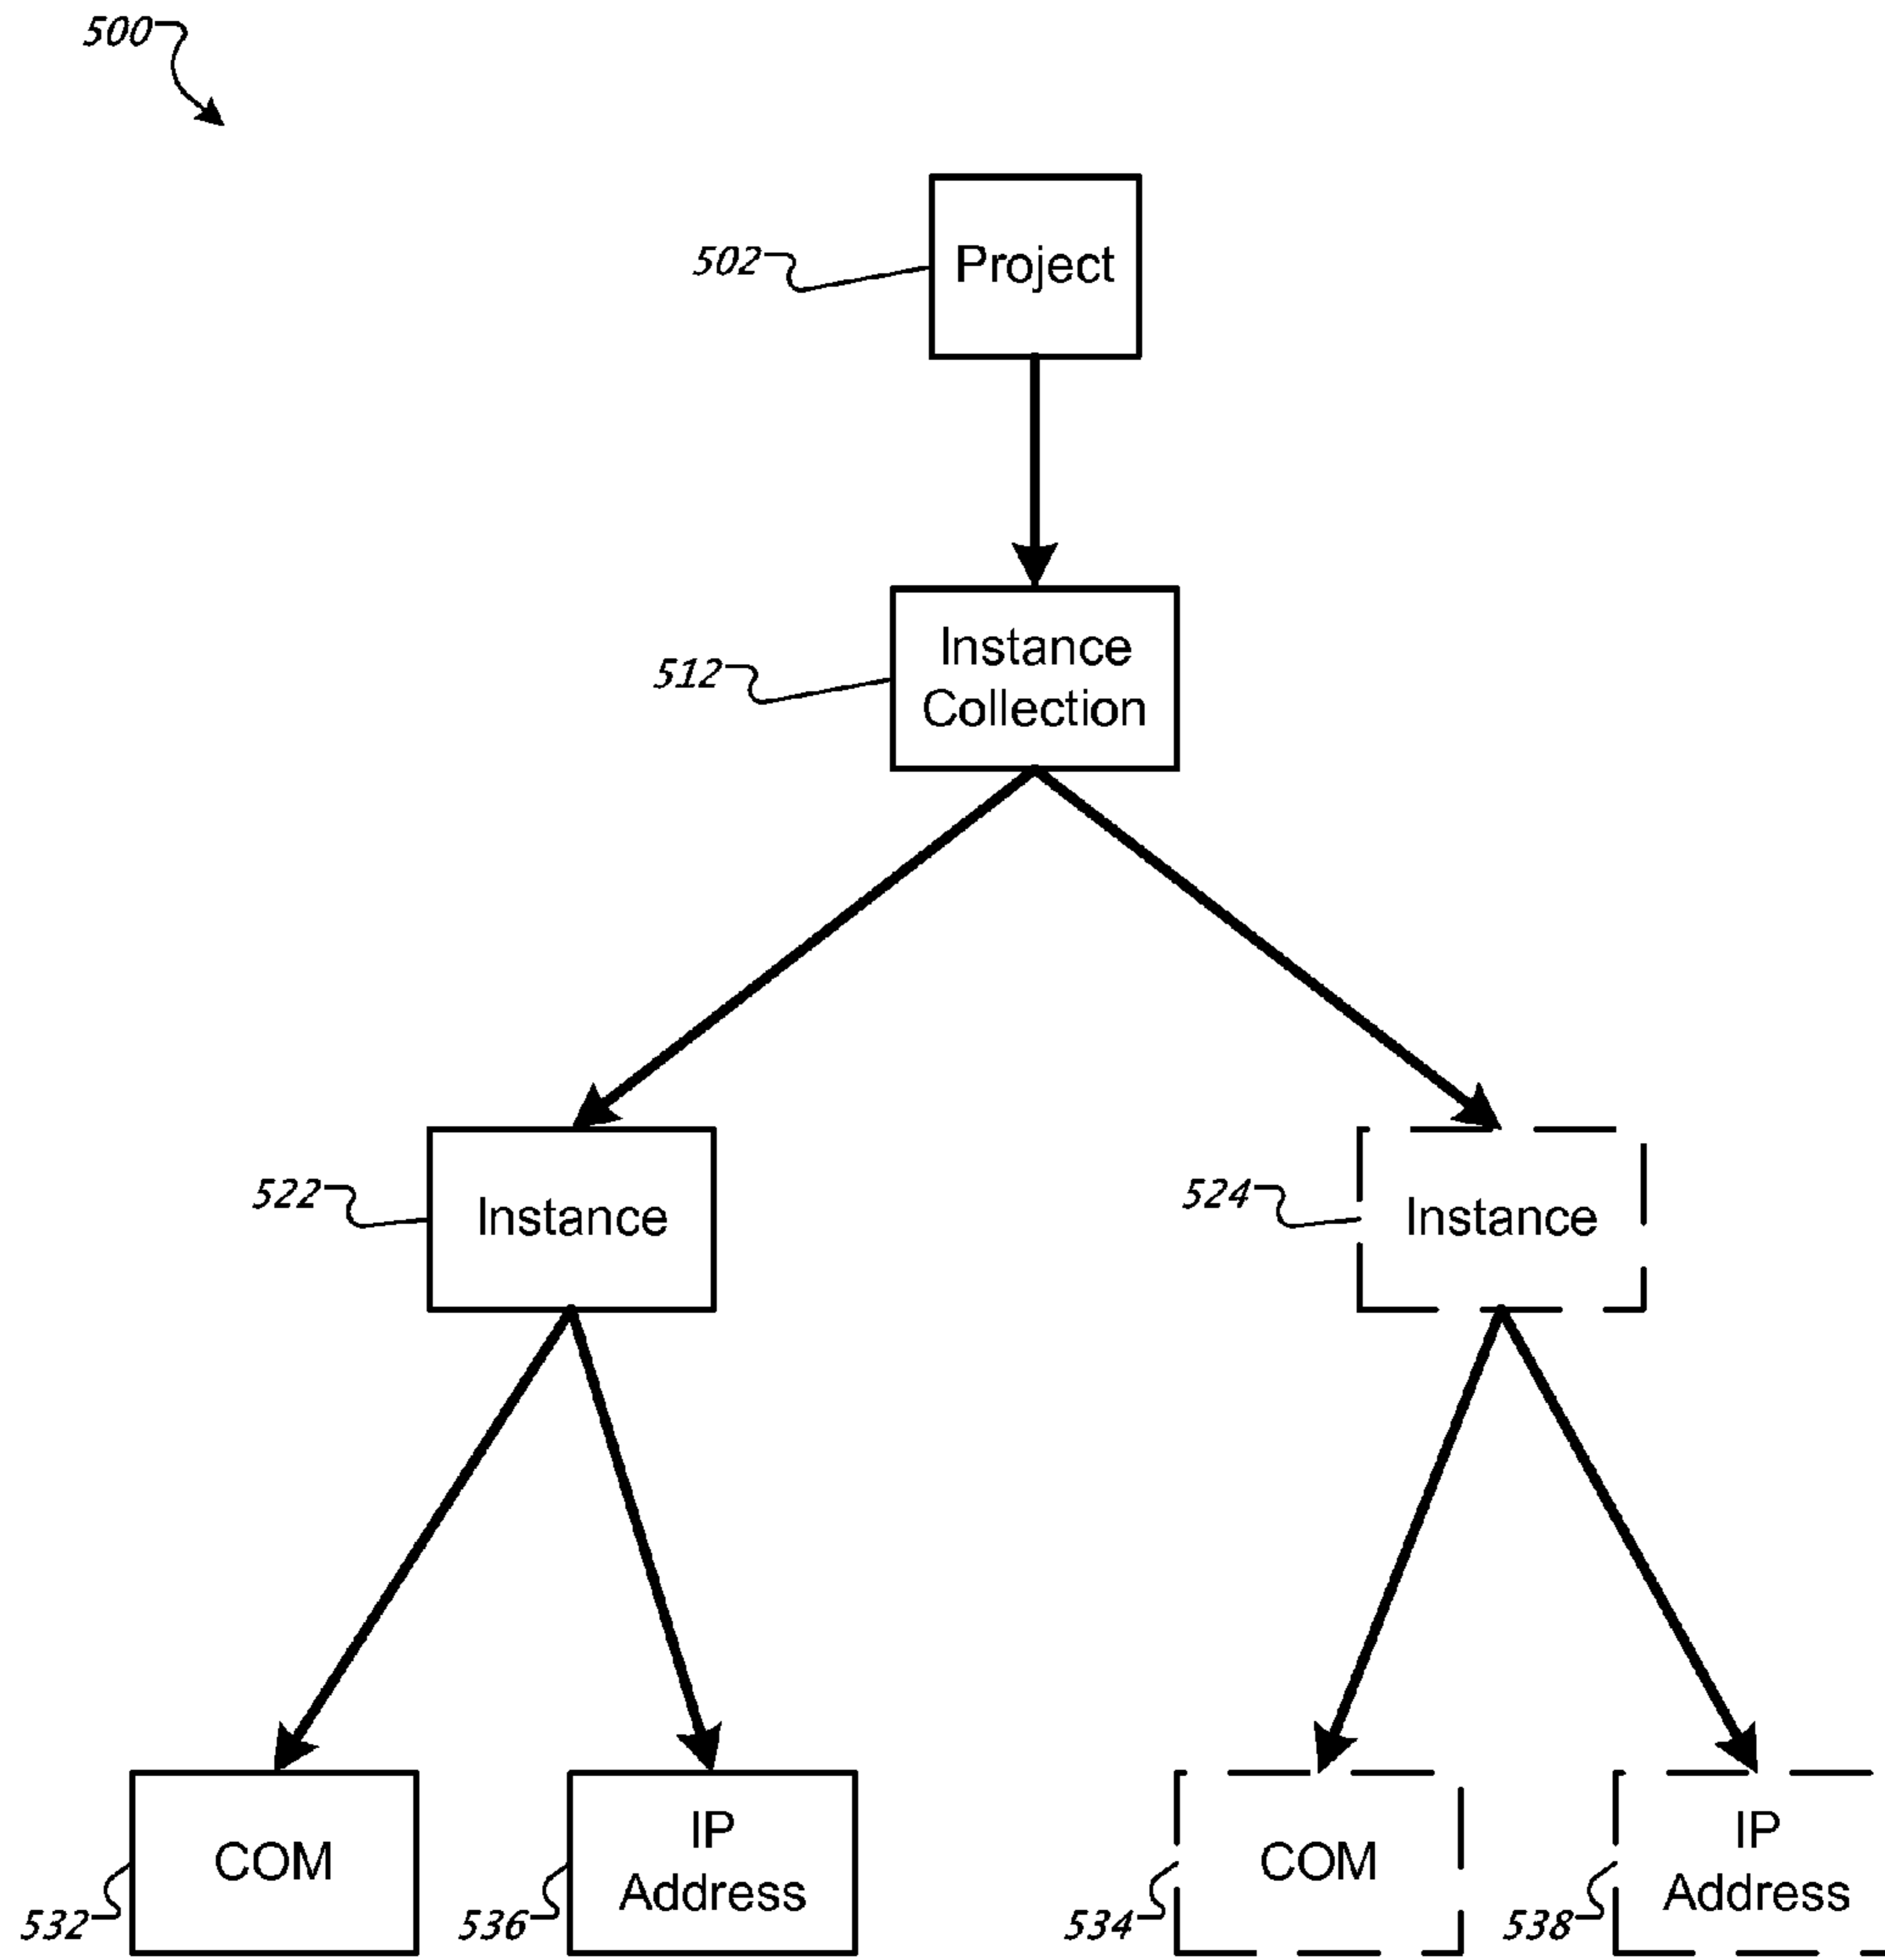 500
502
Project
512
Instance
Collection
522
Instance
524
Instance
532
COM
536
IP
Address
534
COM
538
IP
Address